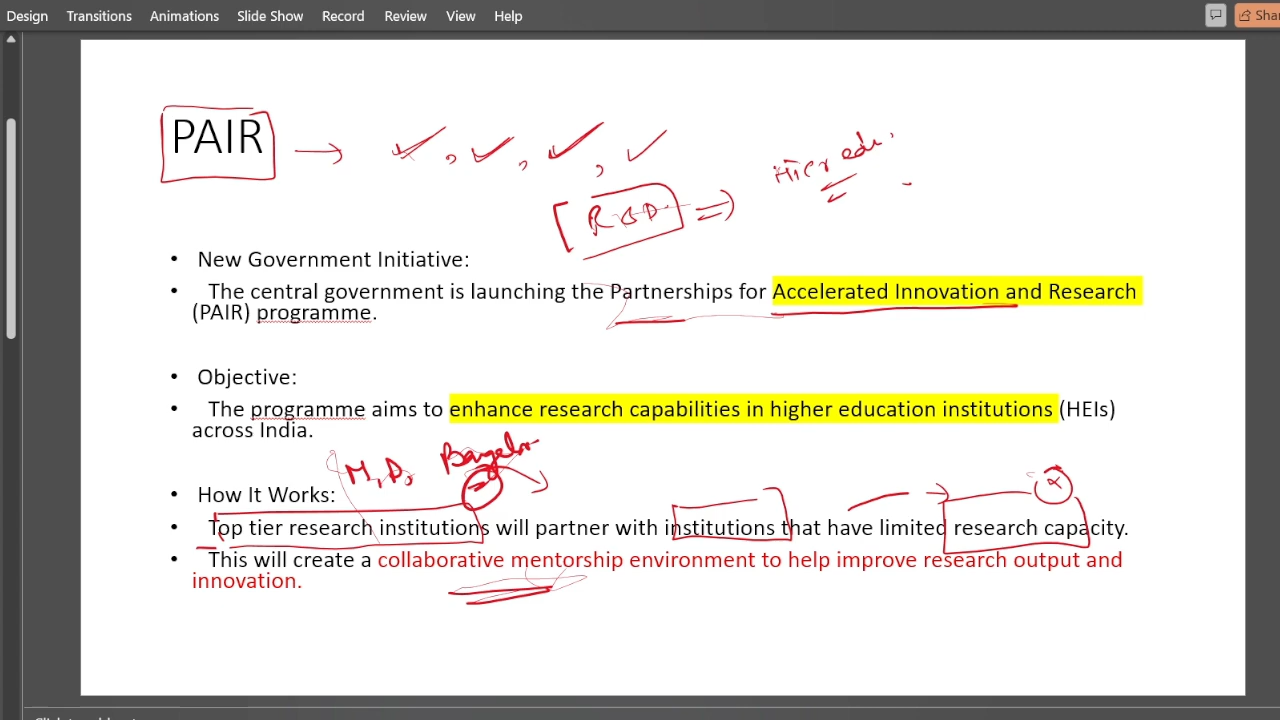 Design Transitions Animations Slide Show Record Review View Help
PAIR
R&D
• New Government Initiative:
• The central government is launching the Partnerships for Accelerated Innovation and Research
(PAIR) programme.
• Objective:
• The programme aims to enhance research capabilities in higher education institutions (HEIs)
across India.
• How It Works:
• Top tier research institutions will partner with institutions that have limited research capacity.
• This will create a collaborative mentorship environment to help improve research output and
innovation.